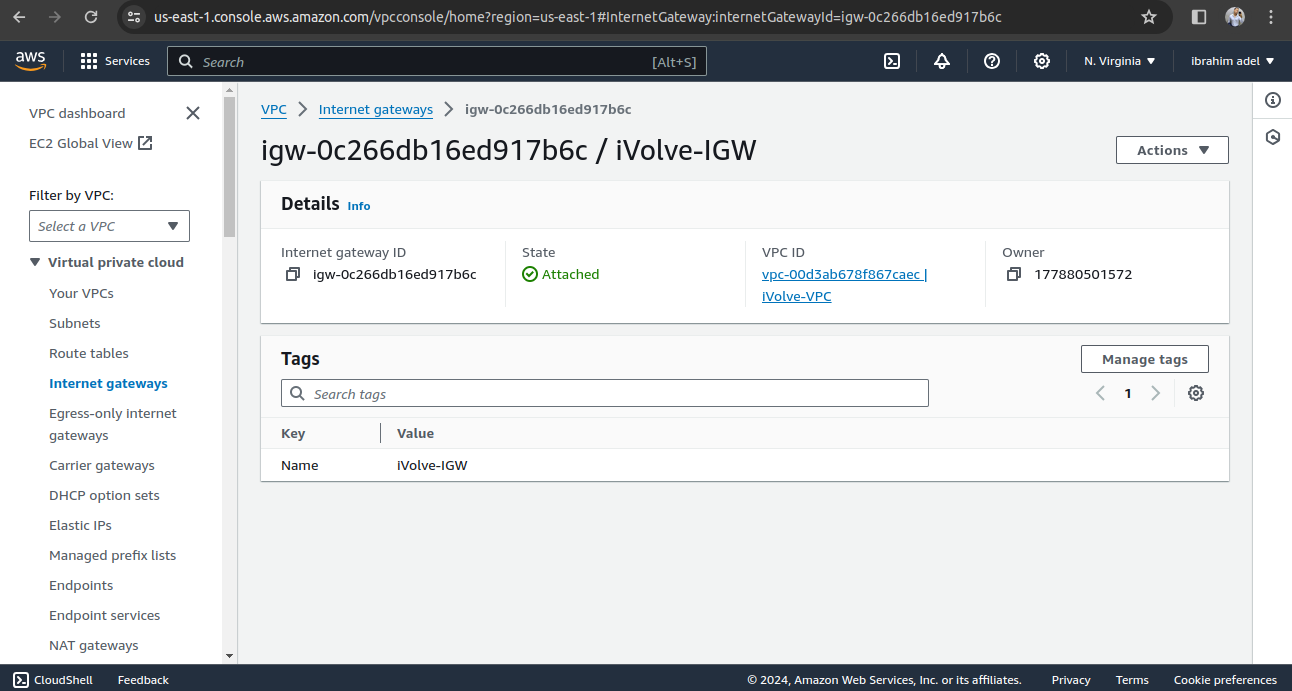 us-east-1.console.aws.amazon.com/vpcconsole/home?region=us-east-1#InternetGateway:internetGatewayId=igw-0c266db16ed917b6c
aws
Services
Search
[Alt+S]
N. Virginia
ibrahim adel
VPC dashboard
EC2 Global View
Filter by VPC:
Select a VPC
Virtual private cloud
Your VPCs
Subnets
Route tables
Internet gateways
Egress-only internet
gateways
Carrier gateways
DHCP option sets
Elastic IPs
Managed prefix lists
Endpoints
Endpoint services
NAT gateways
VPC
Internet gateways
igw-0c266db16ed917b6c
igw-0c266db16ed917b6c / iVolve-IGW
Actions
Details Info
Internet gateway ID
igw-0c266db16ed917b6c
State
Attached
VPC ID
vpc-00d3ab678f867caec |
iVolve-VPC
Owner
177880501572
Tags
Manage tags
Search tags
1
Key
Value
Name
iVolve-IGW
CloudShell
Feedback
© 2024, Amazon Web Services, Inc. or its affiliates.
Privacy
Terms
Cookie preferences